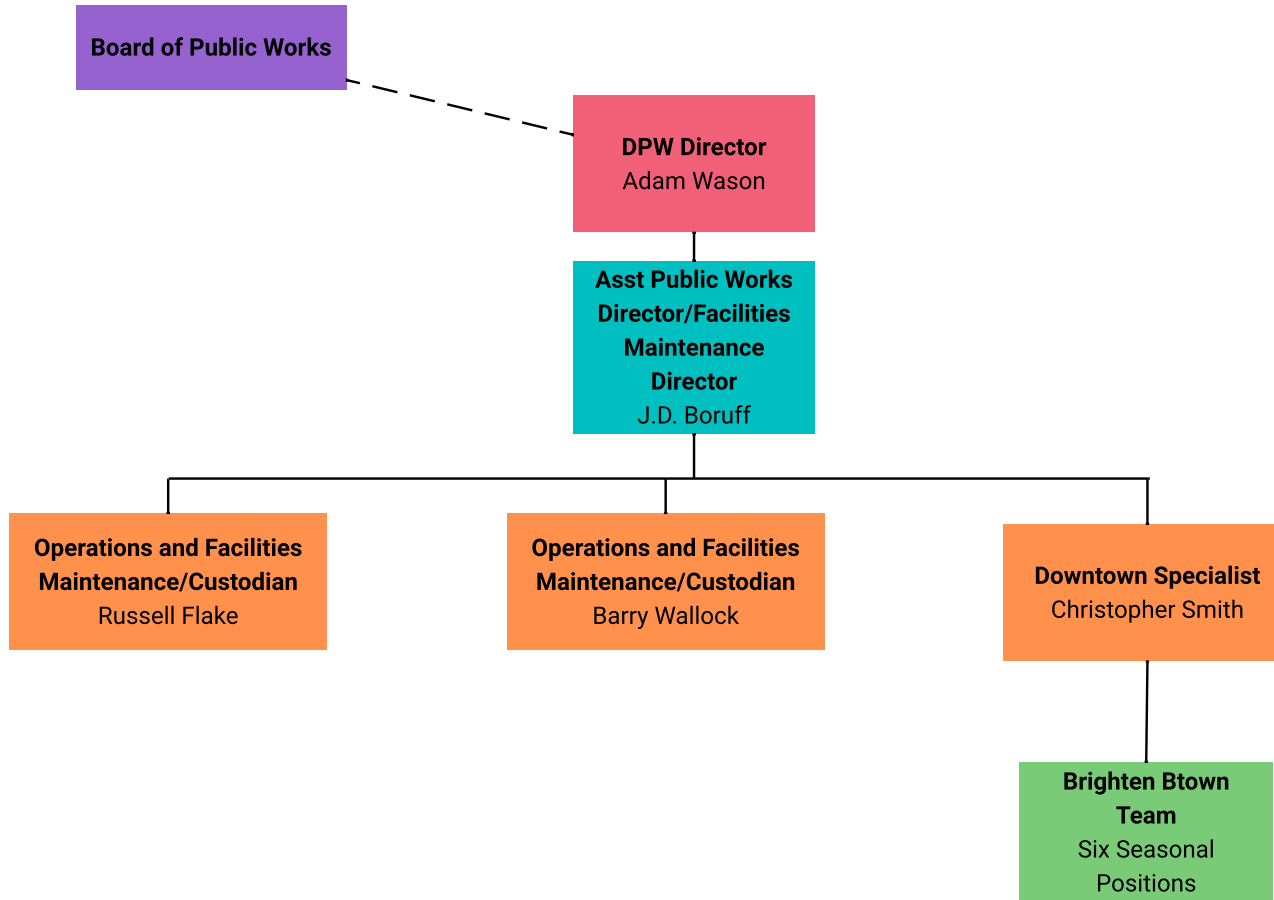 Board of Public Works
DPW Director
Adam Wason
Asst Public Works
Director/Facilities
Maintenance
Director
J.D. Boruff
Operations and Facilities
Maintenance/Custodian
Russell Flake
Operations and Facilities
Maintenance/Custodian
Barry Wallock
Downtown Specialist
Christopher Smith
Brighten Btown
Team
Six Seasonal
Positions